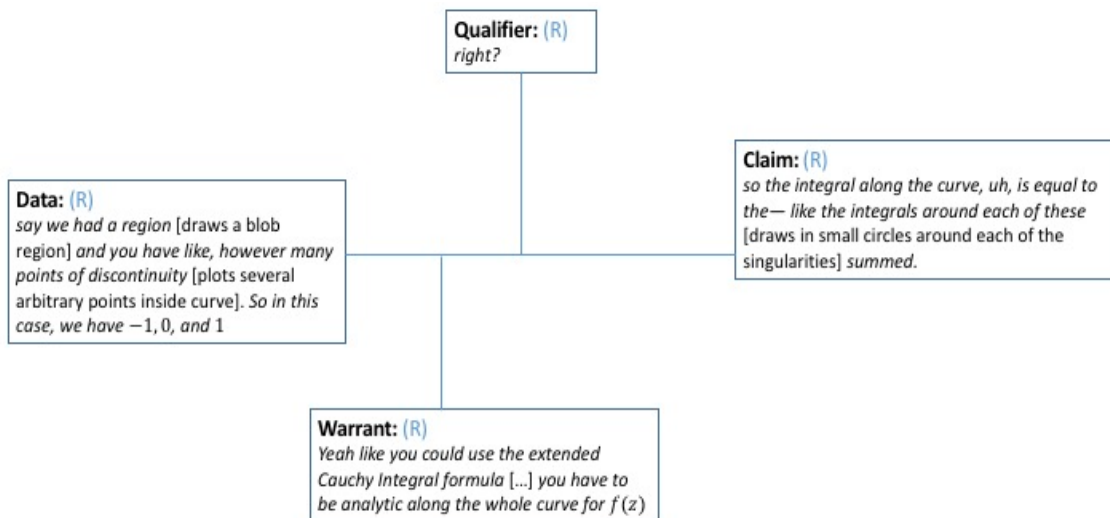 Qualifier: (R)
right?
Claim: (R)
so the integral along the curve, uh, is equal to
the— like the integrals around each of these
[draws in small circles around each of the
singularities] summed.
Data: (R)
say we had a region [draws a blob
region] and you have like, however many
points of discontinuity [plots several
arbitrary points inside curve]. So in this
case, we have −1, 0, and 1
Warrant: (R)
Yeah like you could use the extended
Cauchy Integral formula [...] you have to
be analytic along the whole curve for f(z)